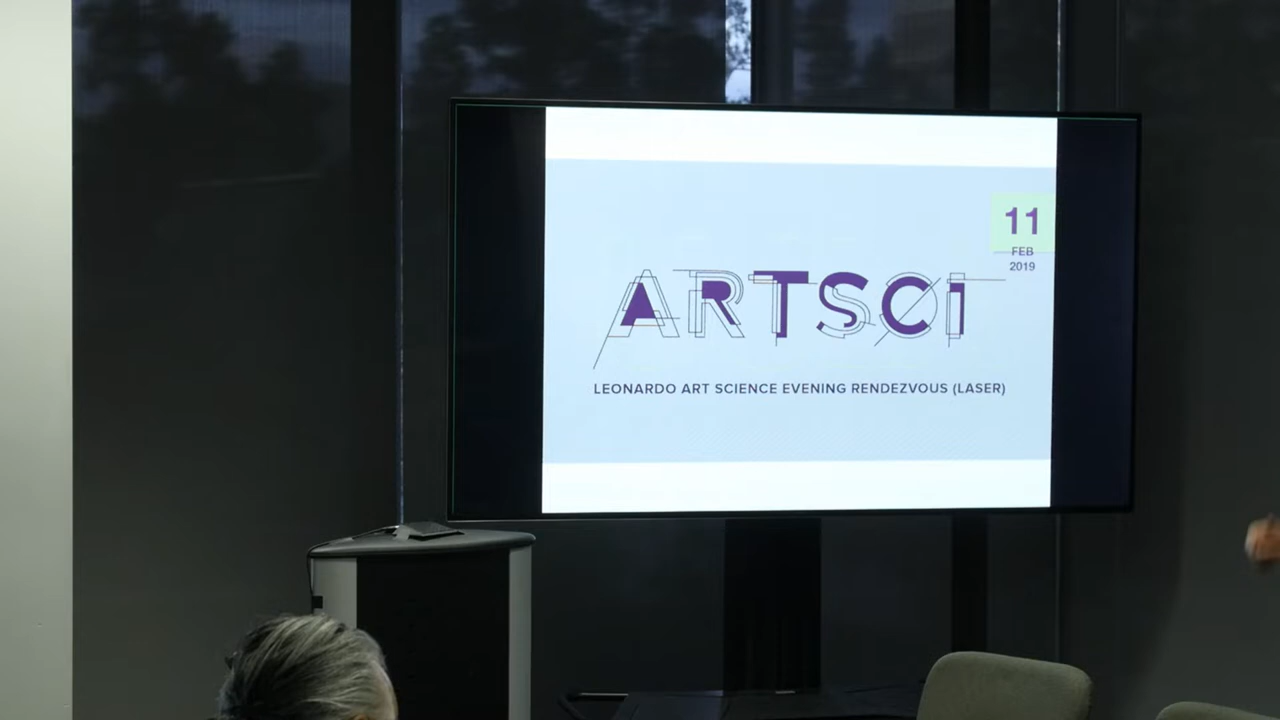 11
FEB
2019
ARTSCI
LEONARDO ART SCIENCE EVENING RENDEZVOUS (LASER)